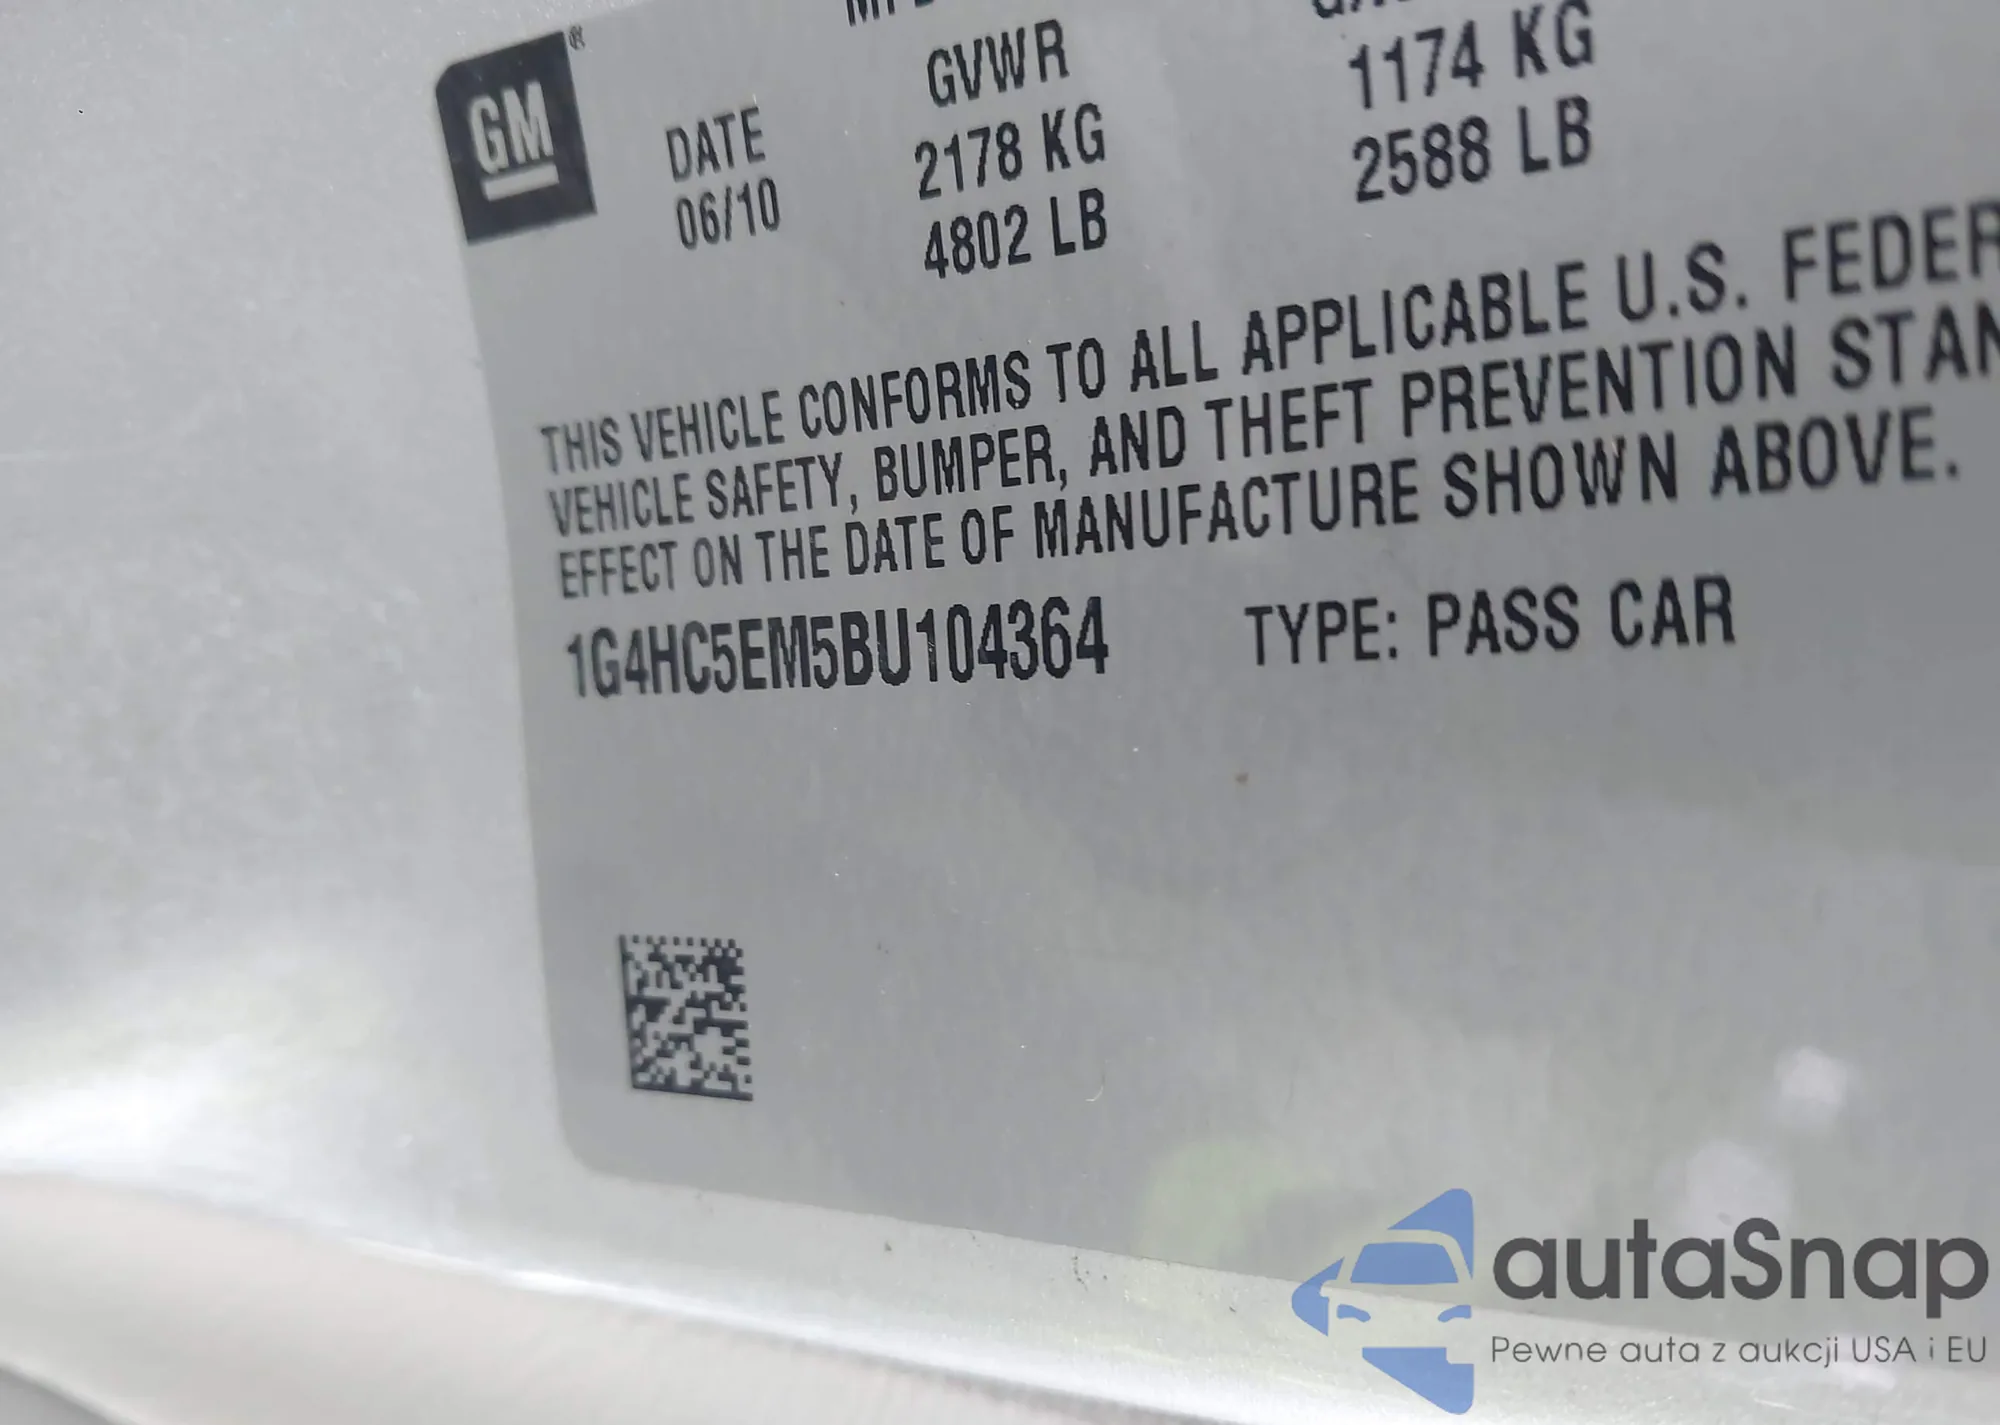 GM
DATE
06/10
GVWR
2178 KG
4802 LB
1174 KG
2588 LB
THIS VEHICLE CONFORMS TO ALL APPLICABLE U.S. FEDER
VEHICLE SAFETY, BUMPER, AND THEFT PREVENTION STAN
EFFECT ON THE DATE OF MANUFACTURE SHOWN ABOVE.
1G4HC5EM5BU104364 TYPE: PASS CAR
autaSnap
Pewne auta z aukcji USA i EU